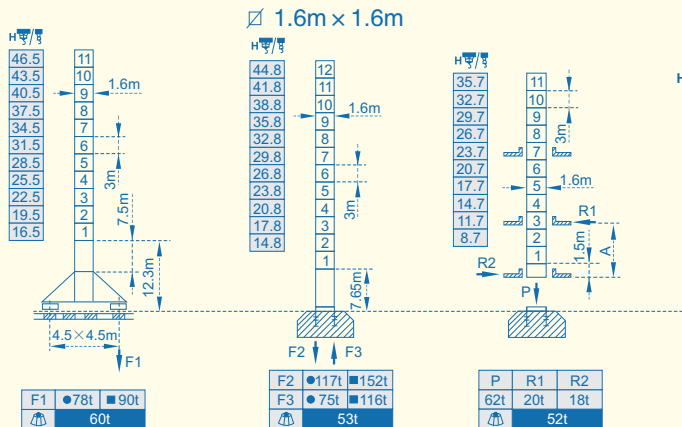 1.6m × 1.6m
H
46.5
43.5
40.5
37.5
34.5
31.5
28.5
25.5
22.5
19.5
16.5
11
10
9
8
7
6
5
4
3
2
1
1.6m
3m
7.5m
12.3m
4.5×4.5m
F1
F1 ●78t ■90t
60t
H
44.8
41.8
38.8
35.8
32.8
29.8
26.8
23.8
20.8
17.8
14.8
12
11
10
9
8
7
6
5
4
3
2
1
1.6m
3m
7.65m
F2 F3
F2 ●117t ■152t
F3 ●75t ■116t
53t
H
35.7
32.7
29.7
26.7
23.7
20.7
17.7
14.7
11.7
8.7
11
10
9
8
7
6
5
4
3
2
1
3m
1.6m
R1
1.5m
A
R2
P
P R1 R2
62t 20t 18t
52t
H